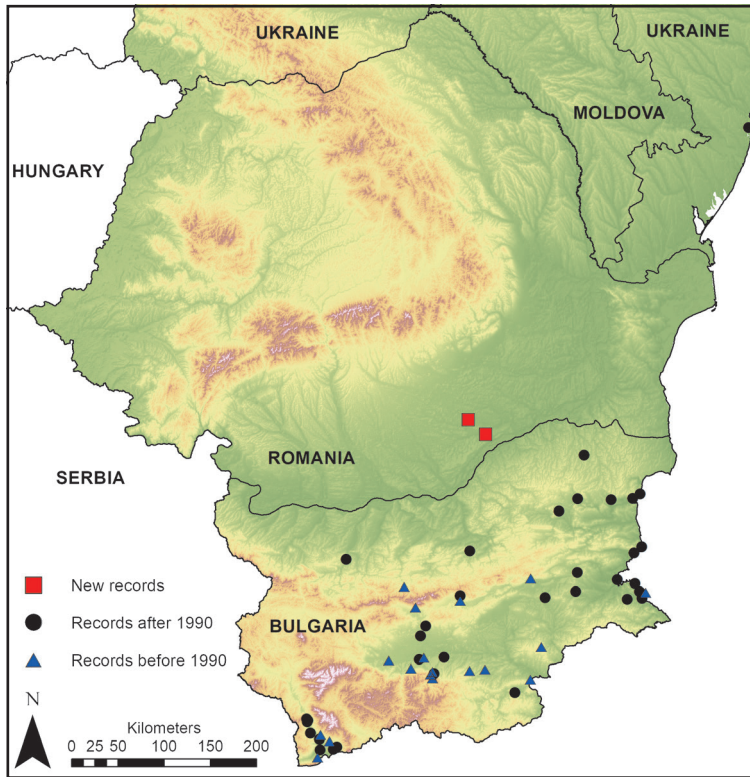 UKRAINE
UKRAINE
MOLDOVA
HUNGARY
ROMANIA
SERBIA
New records
Records after 1990
BULGARIA
Records before 1990
N
Kilometers
0 25 50 100 150 200